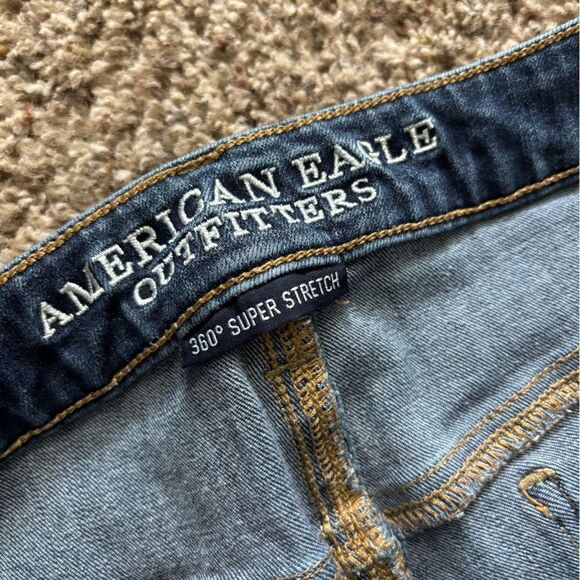 AMERICAN EAGLE
OUTFITTERS
360° SUPER STRETCH